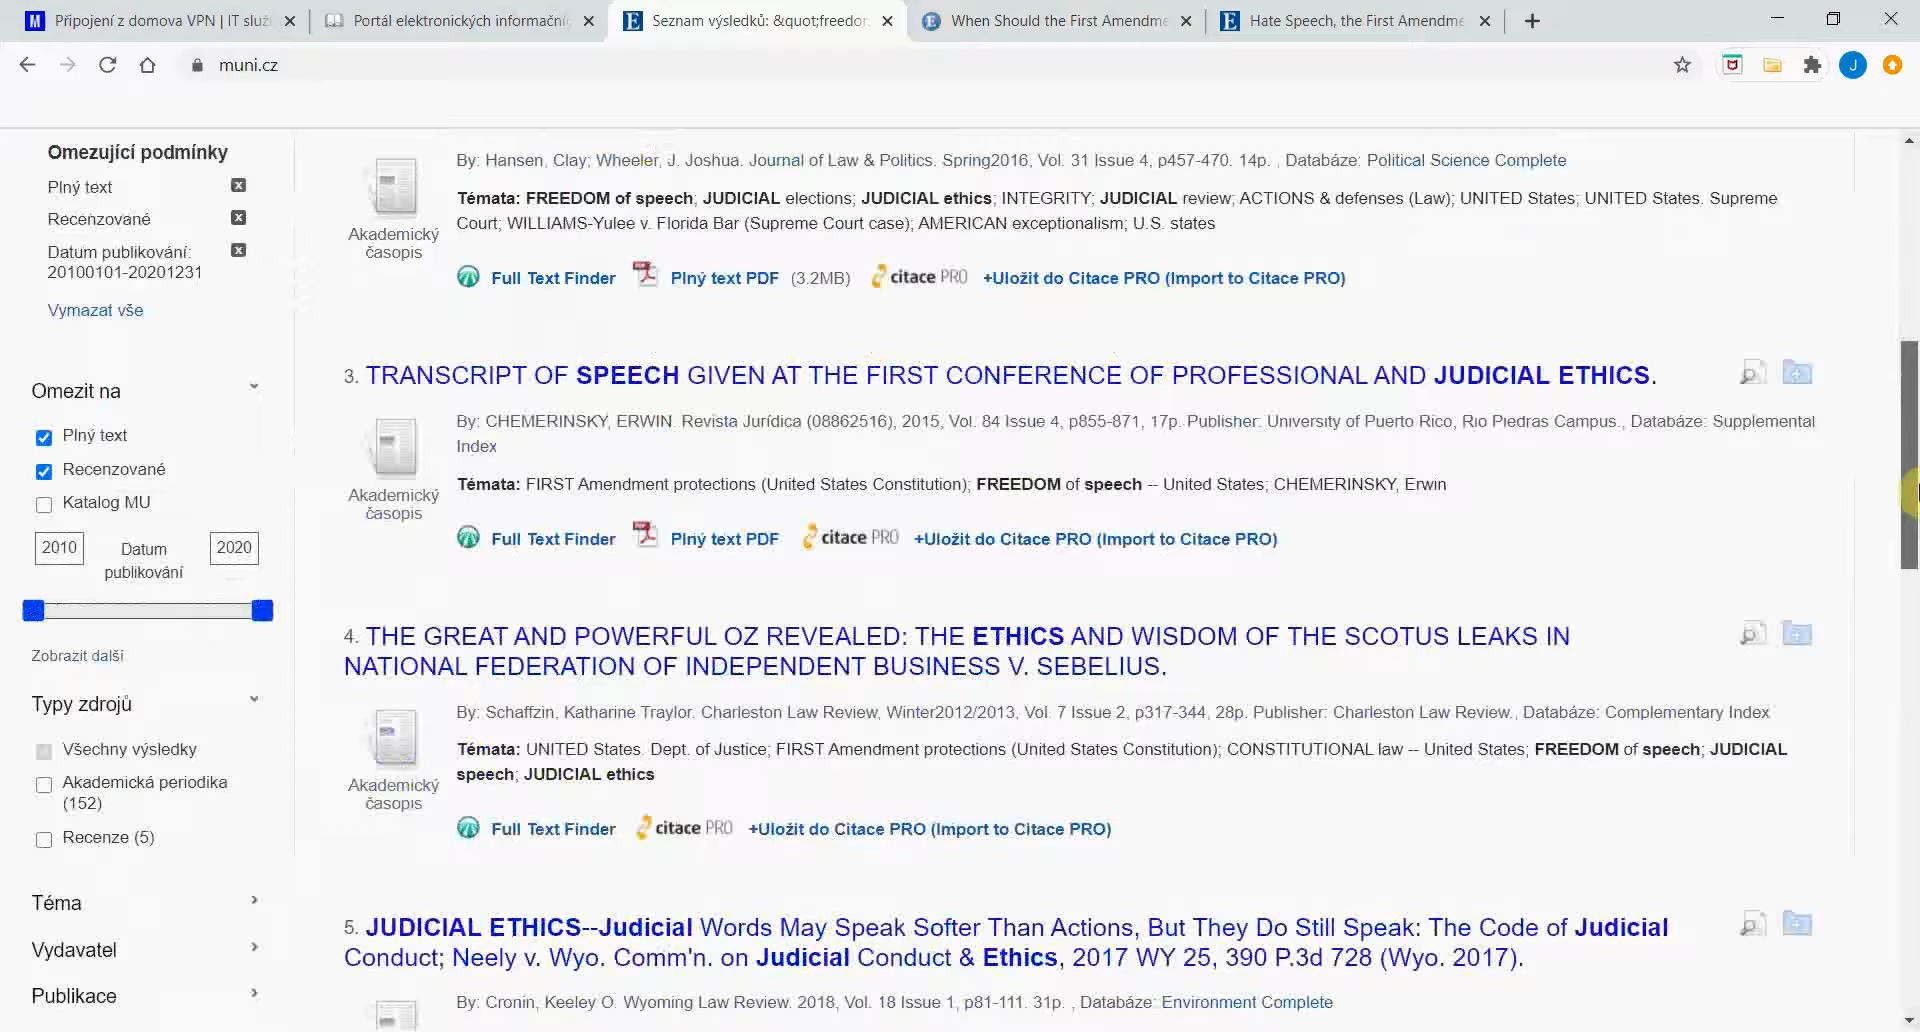 Připojení z domova VPN | IT služ
Portál elektronických informačníc
Seznam výsledků: &quot;freedom
When Should the First Amendme
Hate Speech, the First Amendme
muni.cz
J
Omezující podmínky
Plný text
Recenzované
Datum publikování:
20100101-20201231
Vymazat vše
Omezit na
Plný text
Recenzované
Katalog MU
2010
Datum
publikování
2020
Zobrazit další
Typy zdrojů
Všechny výsledky
Akademická periodika
(152)
Recenze (5)
Téma
Vydavatel
Publikace
By: Hansen, Clay; Wheeler, J. Joshua. Journal of Law & Politics. Spring2016, Vol. 31 Issue 4, p457-470. 14p. , Databáze: Political Science Complete
Témata: FREEDOM of speech; JUDICIAL elections; JUDICIAL ethics; INTEGRITY; JUDICIAL review; ACTIONS & defenses (Law); UNITED States; UNITED States. Supreme
Court; WILLIAMS-Yulee v. Florida Bar (Supreme Court case); AMERICAN exceptionalism; U.S. states
Akademický
časopis
Full Text Finder PDF Plný text PDF (3.2MB) citace PRO +Uložit do Citace PRO (Import to Citace PRO)
3. TRANSCRIPT OF SPEECH GIVEN AT THE FIRST CONFERENCE OF PROFESSIONAL AND JUDICIAL ETHICS.
By: CHEMERINSKY, ERWIN. Revista Jurídica (08862516), 2015, Vol. 84 Issue 4, p855-871, 17p. Publisher: University of Puerto Rico, Rio Piedras Campus., Databáze: Supplemental
Index
Témata: FIRST Amendment protections (United States Constitution); FREEDOM of speech -- United States; CHEMERINSKY, Erwin
Akademický
časopis
Full Text Finder PDF Plný text PDF citace PRO +Uložit do Citace PRO (Import to Citace PRO)
4. THE GREAT AND POWERFUL OZ REVEALED: THE ETHICS AND WISDOM OF THE SCOTUS LEAKS IN
NATIONAL FEDERATION OF INDEPENDENT BUSINESS V. SEBELIUS.
By: Schaffzin, Katharine Traylor. Charleston Law Review, Winter2012/2013, Vol. 7 Issue 2, p317-344, 28p. Publisher: Charleston Law Review., Databáze: Complementary Index
Témata: UNITED States. Dept. of Justice; FIRST Amendment protections (United States Constitution); CONSTITUTIONAL law -- United States; FREEDOM of speech; JUDICIAL
speech; JUDICIAL ethics
Akademický
časopis
Full Text Finder citace PRO +Uložit do Citace PRO (Import to Citace PRO)
5. JUDICIAL ETHICS--Judicial Words May Speak Softer Than Actions, But They Do Still Speak: The Code of Judicial
Conduct; Neely v. Wyo. Comm'n. on Judicial Conduct & Ethics, 2017 WY 25, 390 P.3d 728 (Wyo. 2017).
By: Cronin, Keeley O. Wyoming Law Review. 2018, Vol. 18 Issue 1, p81-111. 31p. , Databáze: Environment Complete